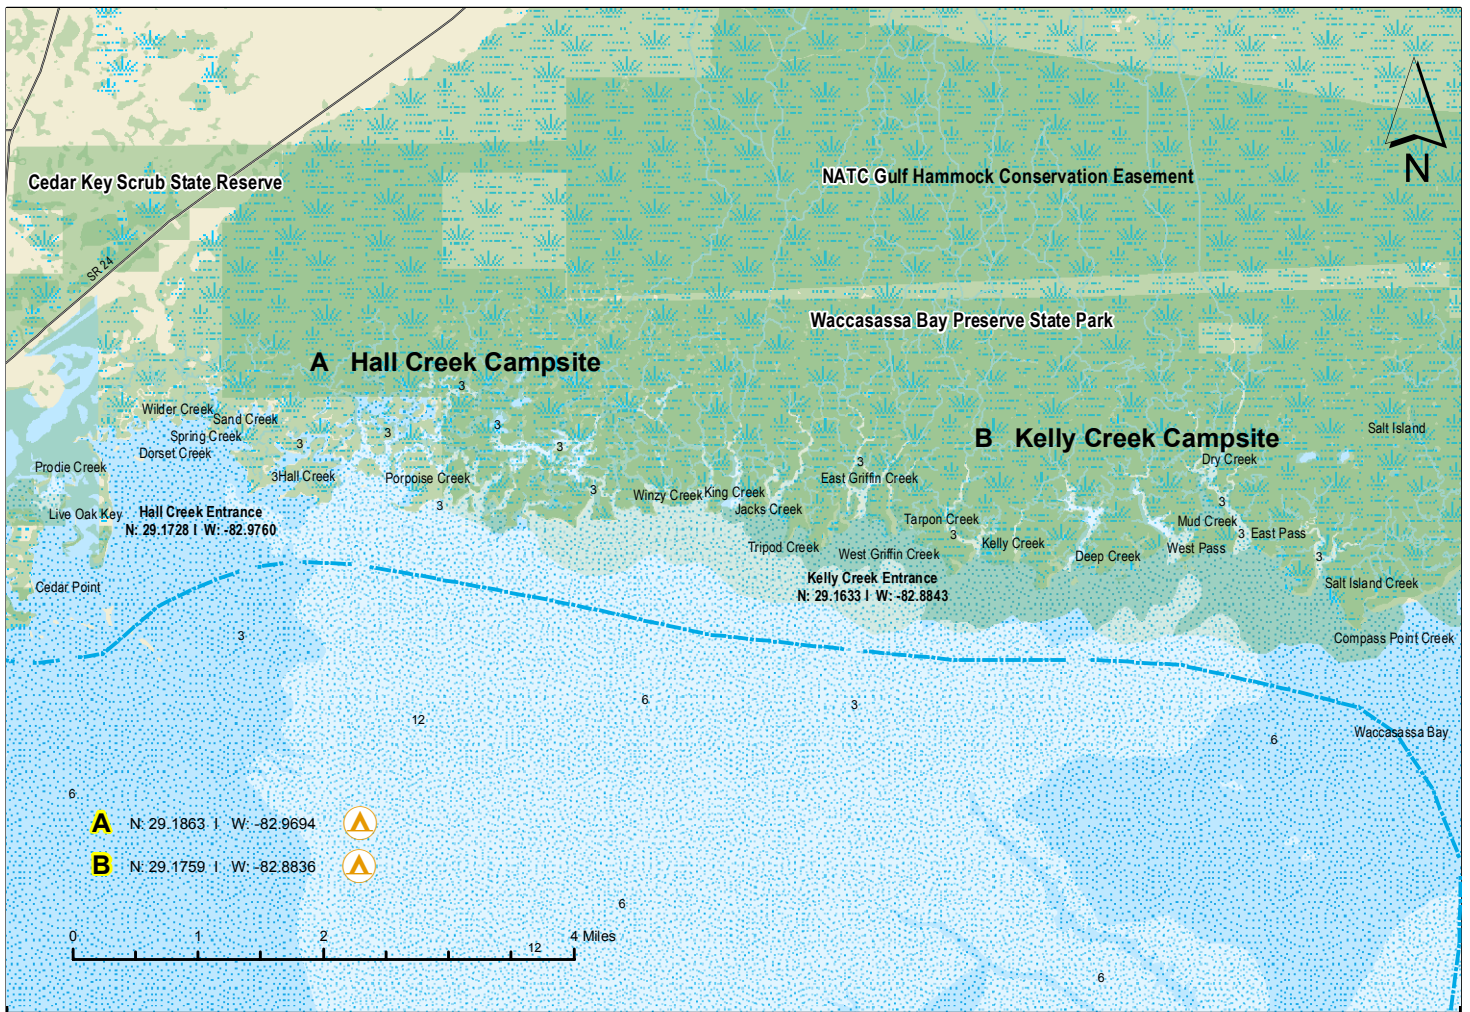 N
Cedar Key Scrub State Reserve
NATC Gulf Hammock Conservation Easement
SR 24
Waccasassa Bay Preserve State Park
A Hall Creek Campsite
3
Wilder Creek
Sand Creek
3
3
3
Spring Creek
Dorset Creek
3
Salt Island
B Kelly Creek Campsite
Dry Creek
3
Prodie Creek
3Hall Creek
Porpoise Creek
East Griffin Creek
3
Winzy Creek
King Creek
3
3
Jacks Creek
Live Oak Key
Hall Creek Entrance
N: 29.1728 I W: -82.9760
Tarpon Creek
Mud Creek
3
3
East Pass
Kelly Creek
Tripod Creek
West Griffin Creek
West Pass
Deep Creek
3
Kelly Creek Entrance
N: 29.1633 I W: -82.8843
Cedar Point
Salt Island Creek
3
Compass Point Creek
6
3
12
Waccasassa Bay
6
6
A N: 29.1863 I W: -82.9694
B N: 29.1759 I W: -82.8836
6
0 1 2 4 Miles
12
6